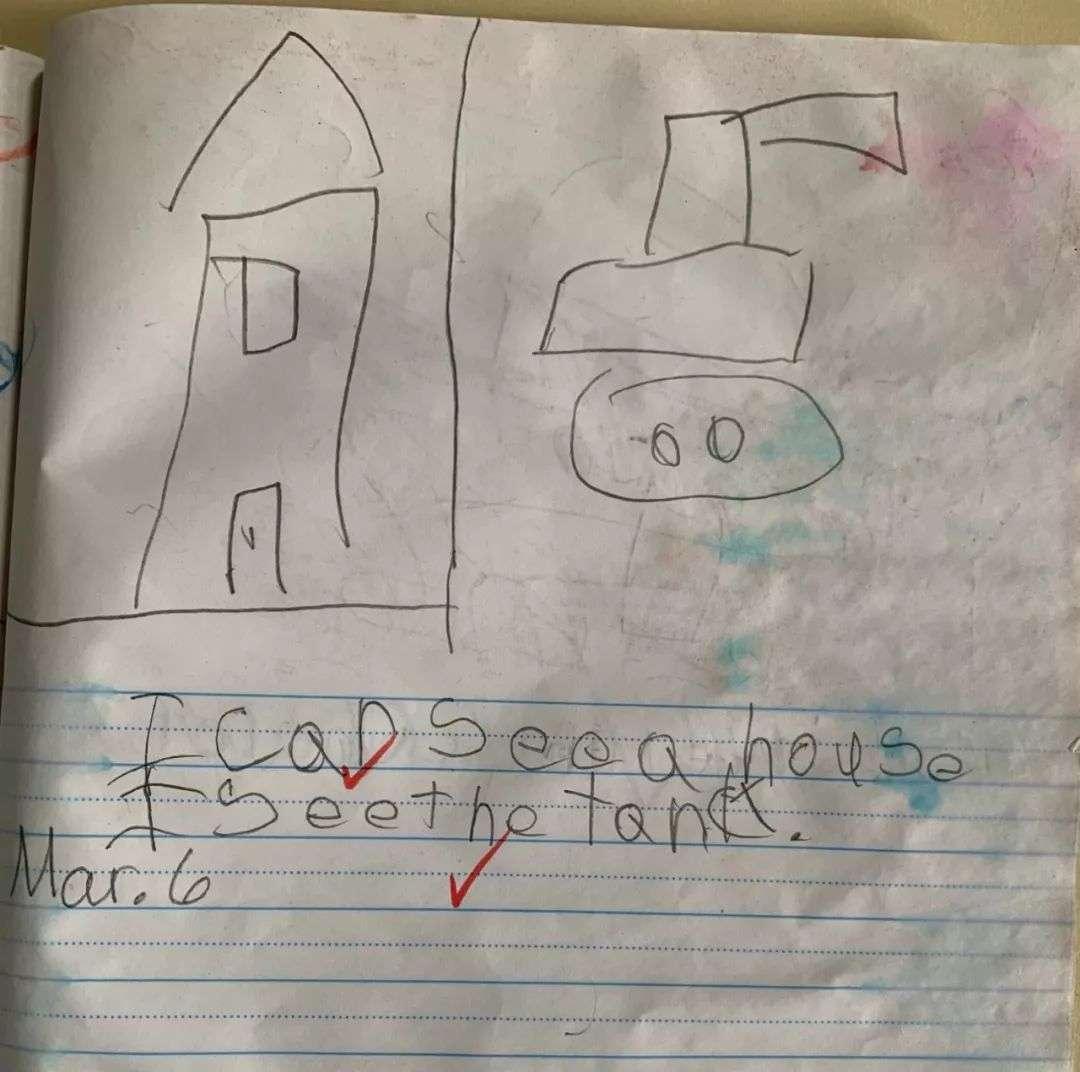 I can See a house
I See the tank.
Mar. 6